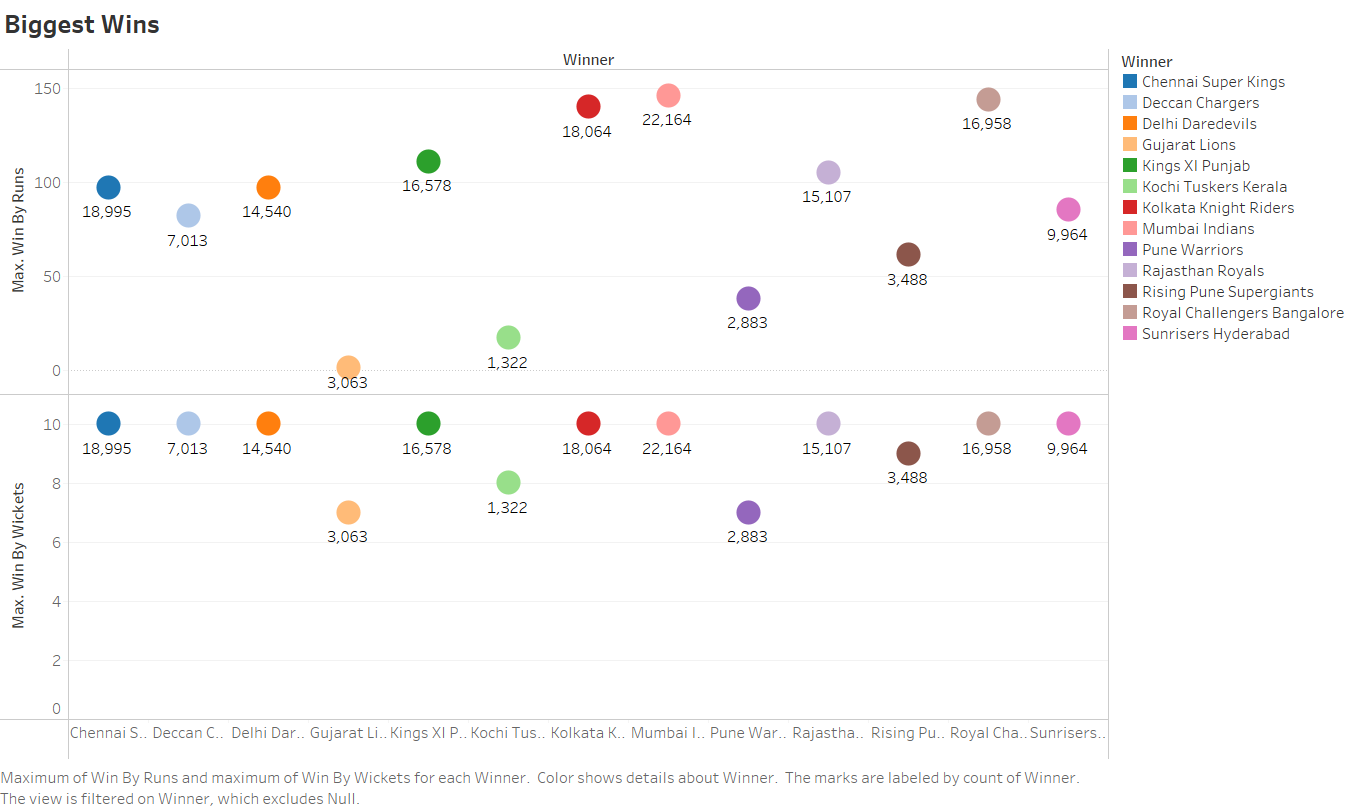 Biggest Wins
Winner
150
100
50
0
Max. Win By Runs
18,995
7,013
14,540
3,063
16,578
1,322
18,064
22,164
2,883
15,107
3,488
16,958
9,964
10
8
6
4
2
0
Max. Win By Wickets
18,995
7,013
14,540
3,063
16,578
1,322
18,064
22,164
2,883
15,107
3,488
16,958
9,964
Chennai S.. Deccan C.. Delhi Dar.. Gujarat Li.. Kings XI P.. Kochi Tus.. Kolkata K.. Mumbai I.. Pune War.. Rajastha.. Rising Pu.. Royal Cha.. Sunrisers..
Winner
Chennai Super Kings
Deccan Chargers
Delhi Daredevils
Gujarat Lions
Kings XI Punjab
Kochi Tuskers Kerala
Kolkata Knight Riders
Mumbai Indians
Pune Warriors
Rajasthan Royals
Rising Pune Supergiants
Royal Challengers Bangalore
Sunrisers Hyderabad
Maximum of Win By Runs and maximum of Win By Wickets for each Winner. Color shows details about Winner. The marks are labeled by count of Winner.
The view is filtered on Winner, which excludes Null.